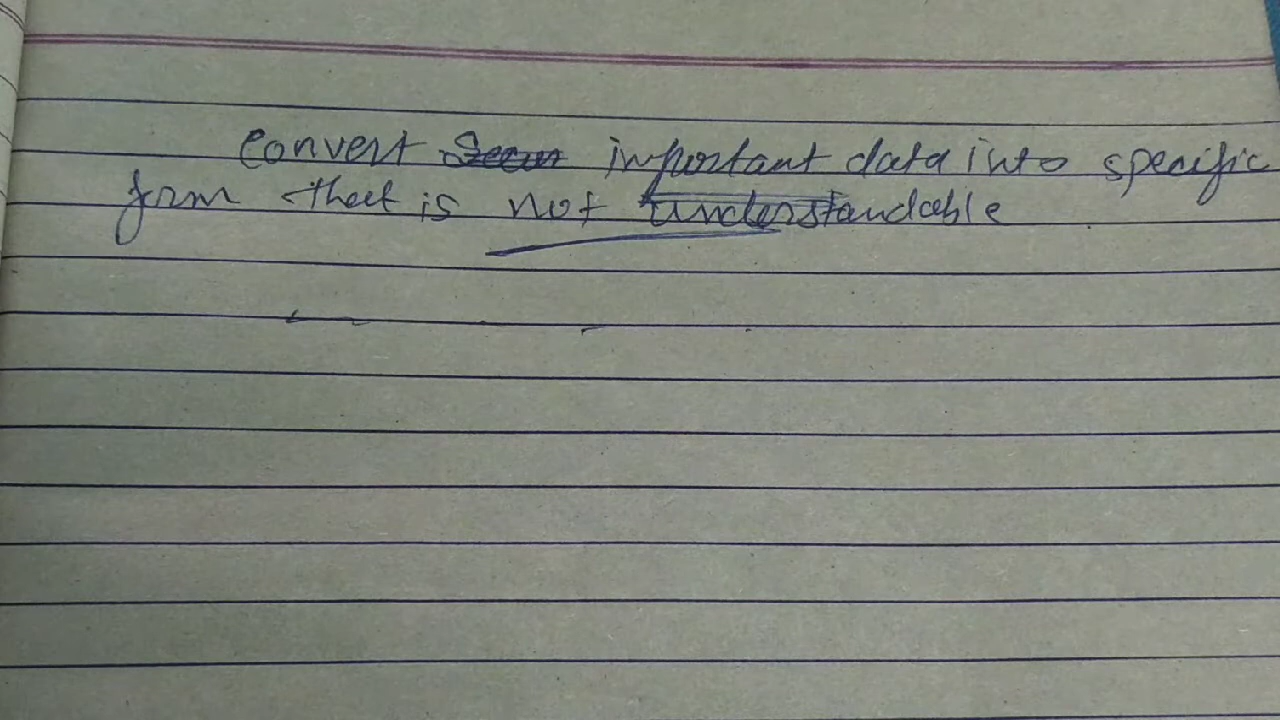 Convert important data into specific
form that is not understandable